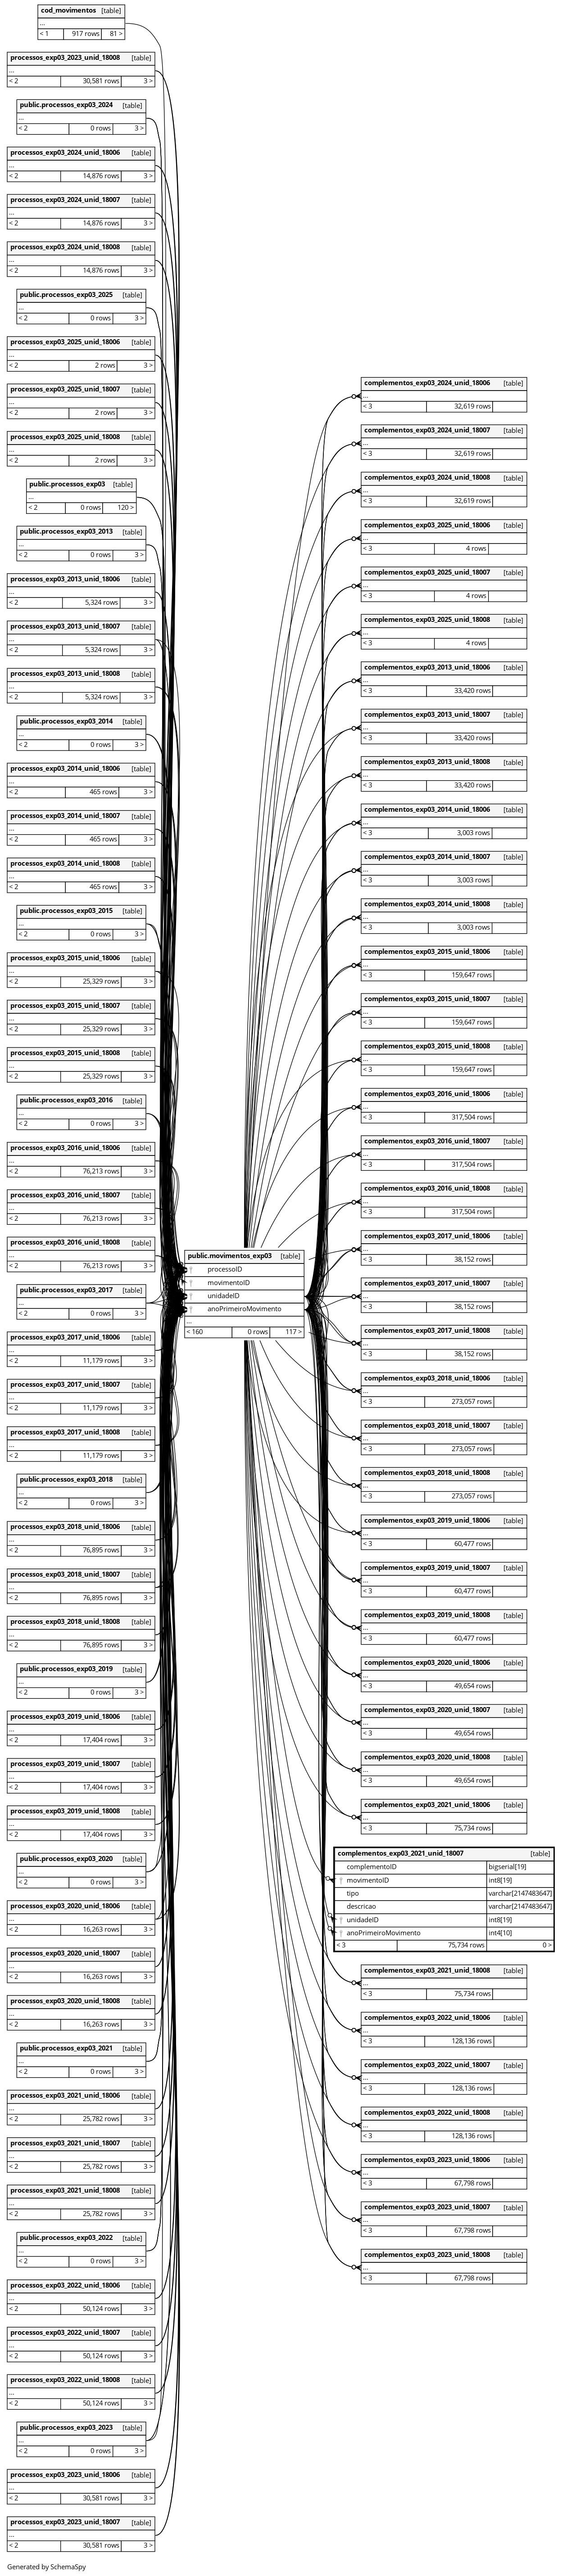 cod_movimentos [table]
...
< 1 917 rows 81 >
processos_exp03_2023_unid_18008 [table]
...
< 2 30,581 rows 3 >
public.processos_exp03_2024 [table]
...
< 2 0 rows 3 >
processos_exp03_2024_unid_18006 [table]
...
< 2 14,876 rows 3 >
processos_exp03_2024_unid_18007 [table]
...
< 2 14,876 rows 3 >
processos_exp03_2024_unid_18008 [table]
...
< 2 14,876 rows 3 >
public.processos_exp03_2025 [table]
...
< 2 0 rows 3 >
processos_exp03_2025_unid_18006 [table]
...
< 2 2 rows 3 >
processos_exp03_2025_unid_18007 [table]
...
< 2 2 rows 3 >
processos_exp03_2025_unid_18008 [table]
...
< 2 2 rows 3 >
public.processos_exp03 [table]
...
< 2 0 rows 120 >
public.processos_exp03_2013 [table]
...
< 2 0 rows 3 >
processos_exp03_2013_unid_18006 [table]
...
< 2 5,324 rows 3 >
processos_exp03_2013_unid_18007 [table]
...
< 2 5,324 rows 3 >
processos_exp03_2013_unid_18008 [table]
...
< 2 5,324 rows 3 >
public.processos_exp03_2014 [table]
...
< 2 0 rows 3 >
processos_exp03_2014_unid_18006 [table]
...
< 2 465 rows 3 >
processos_exp03_2014_unid_18007 [table]
...
< 2 465 rows 3 >
processos_exp03_2014_unid_18008 [table]
...
< 2 465 rows 3 >
public.processos_exp03_2015 [table]
...
< 2 0 rows 3 >
processos_exp03_2015_unid_18006 [table]
...
< 2 25,329 rows 3 >
processos_exp03_2015_unid_18007 [table]
...
< 2 25,329 rows 3 >
processos_exp03_2015_unid_18008 [table]
...
< 2 25,329 rows 3 >
public.processos_exp03_2016 [table]
...
< 2 0 rows 3 >
processos_exp03_2016_unid_18006 [table]
...
< 2 76,213 rows 3 >
processos_exp03_2016_unid_18007 [table]
...
< 2 76,213 rows 3 >
processos_exp03_2016_unid_18008 [table]
...
< 2 76,213 rows 3 >
public.processos_exp03_2017 [table]
...
< 2 0 rows 3 >
processos_exp03_2017_unid_18006 [table]
...
< 2 11,179 rows 3 >
processos_exp03_2017_unid_18007 [table]
...
< 2 11,179 rows 3 >
processos_exp03_2017_unid_18008 [table]
...
< 2 11,179 rows 3 >
public.processos_exp03_2018 [table]
...
< 2 0 rows 3 >
processos_exp03_2018_unid_18006 [table]
...
< 2 76,895 rows 3 >
processos_exp03_2018_unid_18007 [table]
...
< 2 76,895 rows 3 >
processos_exp03_2018_unid_18008 [table]
...
< 2 76,895 rows 3 >
public.processos_exp03_2019 [table]
...
< 2 0 rows 3 >
processos_exp03_2019_unid_18006 [table]
...
< 2 17,404 rows 3 >
processos_exp03_2019_unid_18007 [table]
...
< 2 17,404 rows 3 >
processos_exp03_2019_unid_18008 [table]
...
< 2 17,404 rows 3 >
public.processos_exp03_2020 [table]
...
< 2 0 rows 3 >
processos_exp03_2020_unid_18006 [table]
...
< 2 16,263 rows 3 >
processos_exp03_2020_unid_18007 [table]
...
< 2 16,263 rows 3 >
processos_exp03_2020_unid_18008 [table]
...
< 2 16,263 rows 3 >
public.processos_exp03_2021 [table]
...
< 2 0 rows 3 >
processos_exp03_2021_unid_18006 [table]
...
< 2 25,782 rows 3 >
processos_exp03_2021_unid_18007 [table]
...
< 2 25,782 rows 3 >
processos_exp03_2021_unid_18008 [table]
...
< 2 25,782 rows 3 >
public.processos_exp03_2022 [table]
...
< 2 0 rows 3 >
processos_exp03_2022_unid_18006 [table]
...
< 2 50,124 rows 3 >
processos_exp03_2022_unid_18007 [table]
...
< 2 50,124 rows 3 >
processos_exp03_2022_unid_18008 [table]
...
< 2 50,124 rows 3 >
public.processos_exp03_2023 [table]
...
< 2 0 rows 3 >
processos_exp03_2023_unid_18006 [table]
...
< 2 30,581 rows 3 >
processos_exp03_2023_unid_18007 [table]
...
< 2 30,581 rows 3 >
public.movimentos_exp03 [table]
processoID
movimentoID
unidadeID
anoPrimeiroMovimento
...
< 160 0 rows 117 >
complementos_exp03_2024_unid_18006 [table]
...
< 3 32,619 rows
complementos_exp03_2024_unid_18007 [table]
...
< 3 32,619 rows
complementos_exp03_2024_unid_18008 [table]
...
< 3 32,619 rows
complementos_exp03_2025_unid_18006 [table]
...
< 3 4 rows
complementos_exp03_2025_unid_18007 [table]
...
< 3 4 rows
complementos_exp03_2025_unid_18008 [table]
...
< 3 4 rows
complementos_exp03_2013_unid_18006 [table]
...
< 3 33,420 rows
complementos_exp03_2013_unid_18007 [table]
...
< 3 33,420 rows
complementos_exp03_2013_unid_18008 [table]
...
< 3 33,420 rows
complementos_exp03_2014_unid_18006 [table]
...
< 3 3,003 rows
complementos_exp03_2014_unid_18007 [table]
...
< 3 3,003 rows
complementos_exp03_2014_unid_18008 [table]
...
< 3 3,003 rows
complementos_exp03_2015_unid_18006 [table]
...
< 3 159,647 rows
complementos_exp03_2015_unid_18007 [table]
...
< 3 159,647 rows
complementos_exp03_2015_unid_18008 [table]
...
< 3 159,647 rows
complementos_exp03_2016_unid_18006 [table]
...
< 3 317,504 rows
complementos_exp03_2016_unid_18007 [table]
...
< 3 317,504 rows
complementos_exp03_2016_unid_18008 [table]
...
< 3 317,504 rows
complementos_exp03_2017_unid_18006 [table]
...
< 3 38,152 rows
complementos_exp03_2017_unid_18007 [table]
...
< 3 38,152 rows
complementos_exp03_2017_unid_18008 [table]
...
< 3 38,152 rows
complementos_exp03_2018_unid_18006 [table]
...
< 3 273,057 rows
complementos_exp03_2018_unid_18007 [table]
...
< 3 273,057 rows
complementos_exp03_2018_unid_18008 [table]
...
< 3 273,057 rows
complementos_exp03_2019_unid_18006 [table]
...
< 3 60,477 rows
complementos_exp03_2019_unid_18007 [table]
...
< 3 60,477 rows
complementos_exp03_2019_unid_18008 [table]
...
< 3 60,477 rows
complementos_exp03_2020_unid_18006 [table]
...
< 3 49,654 rows
complementos_exp03_2020_unid_18007 [table]
...
< 3 49,654 rows
complementos_exp03_2020_unid_18008 [table]
...
< 3 49,654 rows
complementos_exp03_2021_unid_18006 [table]
...
< 3 75,734 rows
complementos_exp03_2021_unid_18007 [table]
complementoID bigserial[19]
movimentoID int8[19]
tipo varchar[2147483647]
descricao varchar[2147483647]
unidadeID int8[19]
anoPrimeiroMovimento int4[10]
< 3 75,734 rows 0 >
complementos_exp03_2021_unid_18008 [table]
...
< 3 75,734 rows
complementos_exp03_2022_unid_18006 [table]
...
< 3 128,136 rows
complementos_exp03_2022_unid_18007 [table]
...
< 3 128,136 rows
complementos_exp03_2022_unid_18008 [table]
...
< 3 128,136 rows
complementos_exp03_2023_unid_18006 [table]
...
< 3 67,798 rows
complementos_exp03_2023_unid_18007 [table]
...
< 3 67,798 rows
complementos_exp03_2023_unid_18008 [table]
...
< 3 67,798 rows
Generated by SchemaSpy